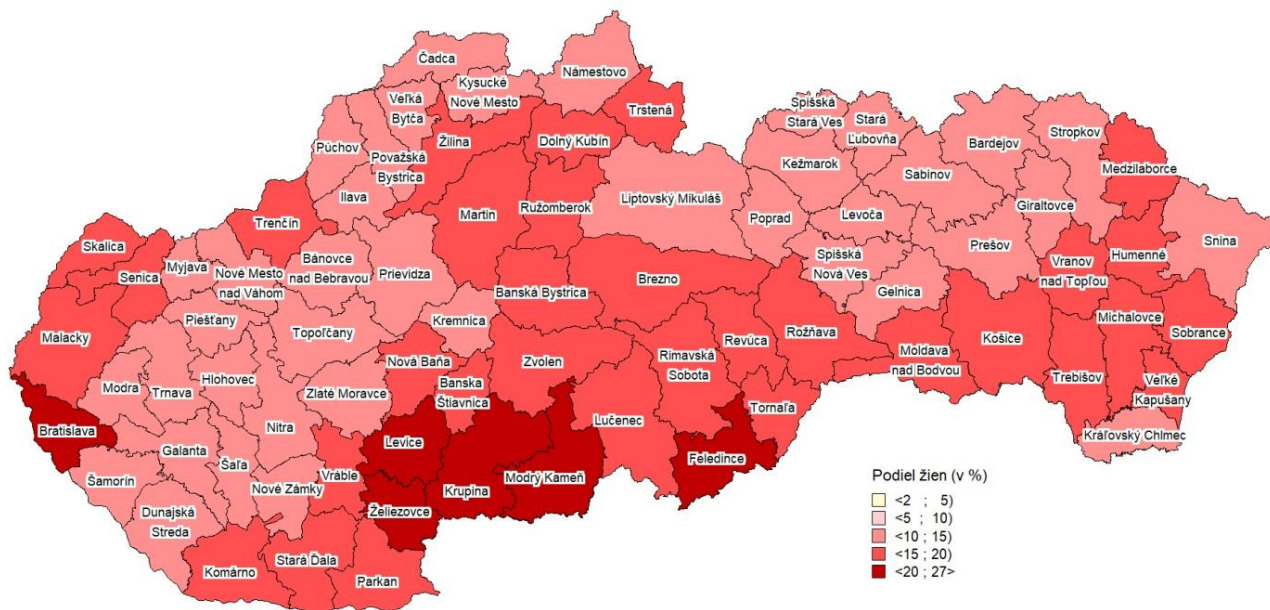 Čadca
Námestovo
Kysucké
Nové Mesto
Veľká
Bytča
Trstená
Spišská
Stará Ves
Stará
Ľubovňa
Stropkov
Bardejov
Žilina
Dolný Kubín
Púchov
Považská
Bystrica
Kežmarok
Sabinov
Medzilaborce
Ilava
Liptovský Mikuláš
Ružomberok
Martin
Poprad
Levoča
Giraltovce
Trenčín
Skalica
Senica
Myjava
Nové Mesto
nad Váhom
Bánovce
nad Bebravou
Prievidza
Spišská
Nová Ves
Prešov
Snina
Humenné
Vranov
nad Topľou
Banská Bystrica
Brezno
Gelnica
Piešťany
Topoľčany
Kremnica
Malacky
Michalovce
Sobrance
Rožňava
Revúca
Košice
Moldava
nad Bodvou
Nová Baňa
Zvolen
Rimavská
Sobota
Banska
Štiavnica
Modra
Trnava
Hlohovec
Zlaté Moravce
Trebišov
Veľké
Kapušany
Tornaľa
Lučenec
Bratislava
Nitra
Levice
Kráľovský Chlmec
Galanta
Šaľa
Feledince
Šamorín
Vráble
Modrý Kameň
Krupina
Nové Zámky
Želiezovce
Dunajská
Streda
Komárno
Stará Ďala
Parkan
Podiel žien (v %)
<2 ; 5)
<5 ; 10)
<10 ; 15)
<15 ; 20)
<20 ; 27>